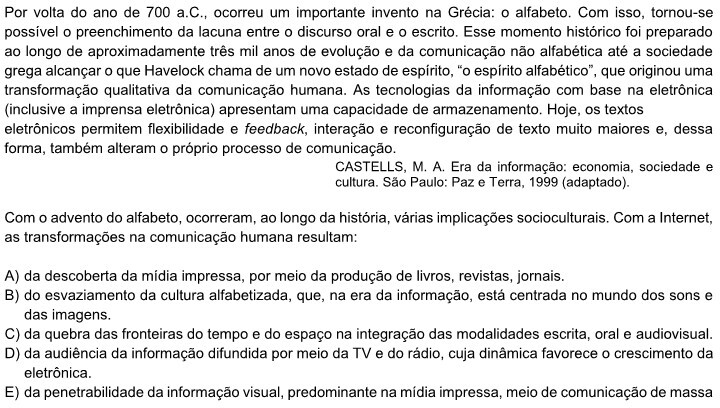 Por volta do ano de 700 a.C., ocorreu um importante invento na Grécia: o alfabeto. Com isso, tornou-se
possível o preenchimento da lacuna entre o discurso oral e o escrito. Esse momento histórico foi preparado
ao longo de aproximadamente três mil anos de evolução e da comunicação não alfabética até a sociedade
grega alcançar o que Havelock chama de um novo estado de espírito, “o espírito alfabético”, que originou uma
transformação qualitativa da comunicação humana. As tecnologias da informação com base na eletrônica
(inclusive a imprensa eletrônica) apresentam uma capacidade de armazenamento. Hoje, os textos
eletrônicos permitem flexibilidade e feedback, interação e reconfiguração de texto muito maiores e, dessa
forma, também alteram o próprio processo de comunicação.
CASTELLS, M. A. Era da informação: economia, sociedade e
cultura. São Paulo: Paz e Terra, 1999 (adaptado).
Com o advento do alfabeto, ocorreram, ao longo da história, várias implicações socioculturais. Com a Internet,
as transformações na comunicação humana resultam:
A) da descoberta da mídia impressa, por meio da produção de livros, revistas, jornais.
B) do esvaziamento da cultura alfabetizada, que, na era da informação, está centrada no mundo dos sons e
das imagens.
C) da quebra das fronteiras do tempo e do espaço na integração das modalidades escrita, oral e audiovisual.
D) da audiência da informação difundida por meio da TV e do rádio, cuja dinâmica favorece o crescimento da
eletrônica.
E) da penetrabilidade da informação visual, predominante na mídia impressa, meio de comunicação de massa